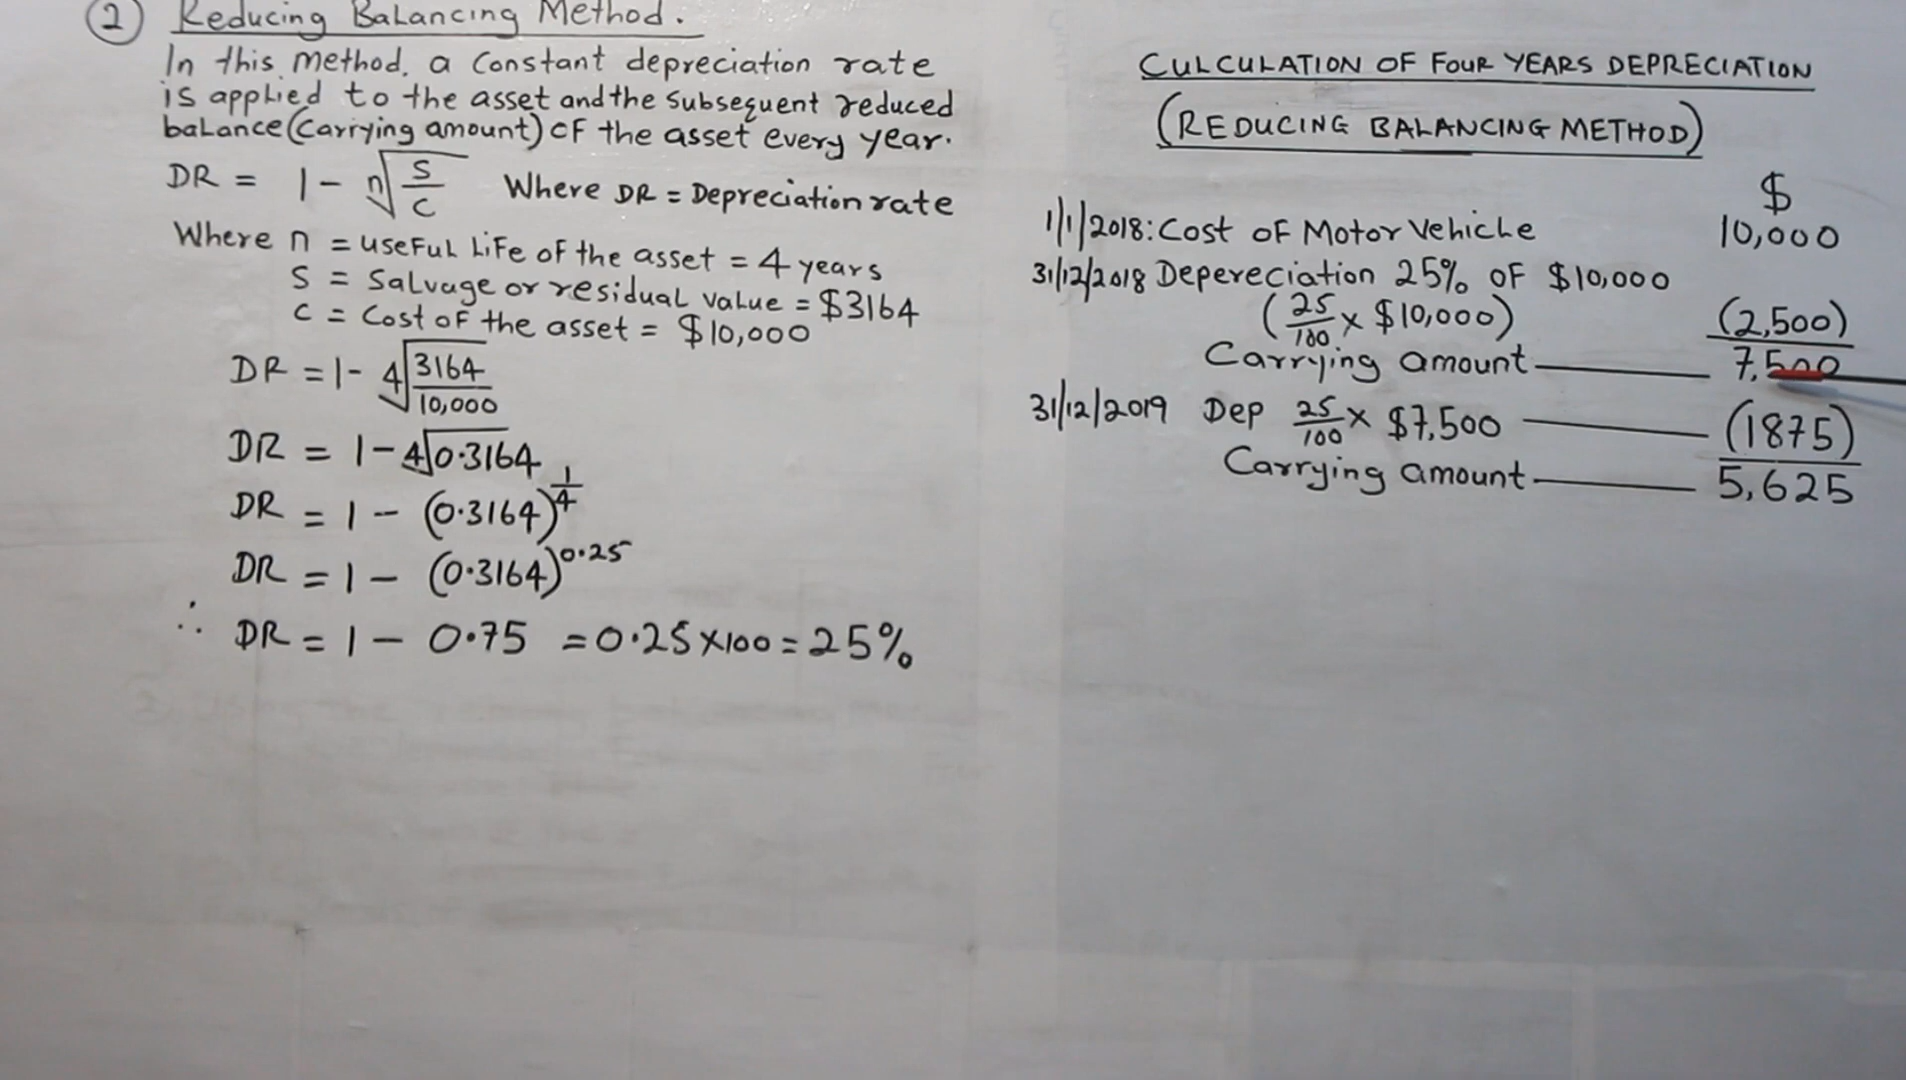 2 Reducing Balancing Method.
In this method, a constant depreciation rate
is applied to the asset and the subsequent reduced
balance (carrying amount) of the asset every year.
DR = 1 - n√(S/C) Where DR = Depreciation rate
Where n = useful life of the asset = 4 years
S = Salvage or residual value = $3164
C = Cost of the asset = $10,000
DR = 1 - 4√(3164/10,000)
DR = 1 - 4√0.3164
DR = 1 - (0.3164)^1/4
DR = 1 - (0.3164)^0.25
∴ DR = 1 - 0.75 = 0.25 x 100 = 25%
CULCULATION OF FOUR YEARS DEPRECIATION
(REDUCING BALANCING METHOD)
$
1/1/2018: Cost of Motor Vehicle 10,000
31/12/2018 Depereciation 25% OF $10,000
(25/100 x $10,000) (2,500)
Carrying amount 7,500
31/12/2019 Dep 25/100 x $7,500 (1875)
Carrying amount 5,625